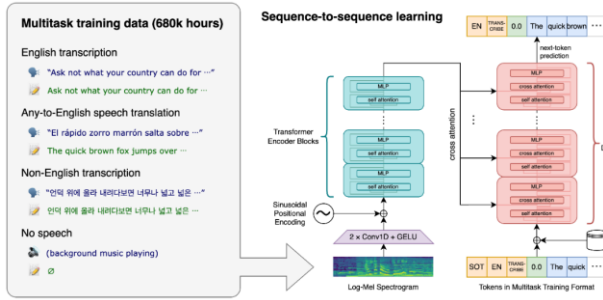 Multitask training data (680k hours)
English transcription
"Ask not what your country can do for ⋯"
Ask not what your country can do for ⋯
Any-to-English speech translation
"El rápido zorro marrón salta sobre ⋯"
The quick brown fox jumps over ⋯
Non-English transcription
"언덕 위에 올라 내려다보면 너무나 넓고 넓은 ⋯"
언덕 위에 올라 내려다보면 너무나 넓고 넓은 ⋯
No speech
(background music playing)
∅
Sequence-to-sequence learning
EN
TRANS-CRIBE
0.0
The
quick
brown
⋯
next-token
prediction
MLP
self attention
MLP
self attention
MLP
self attention
Transformer
Encoder Blocks
⋯
cross attention
MLP
cross attention
self attention
MLP
cross attention
self attention
MLP
cross attention
self attention
Sinusoidal
Positional
Encoding
2 × Conv1D + GELU
Log-Mel Spectrogram
SOT
EN
TRANS-CRIBE
0.0
The
quick
⋯
Tokens in Multitask Training Format